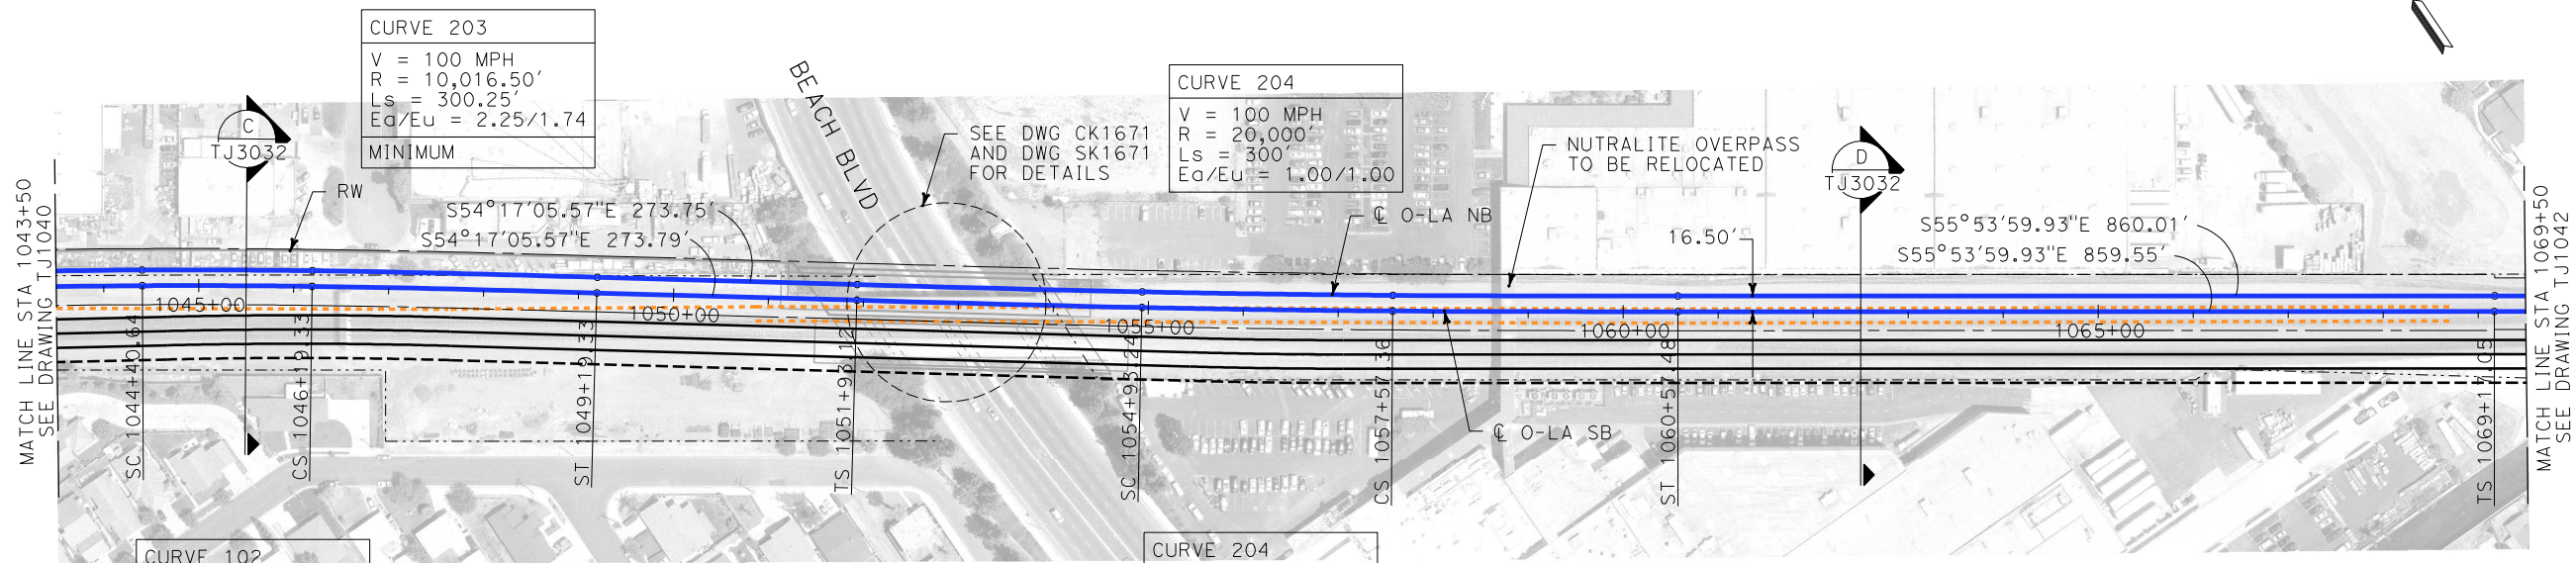 CURVE 203
V = 100 MPH
R = 10,016.50′
Ls = 300.25′
Ea/Eu = 2.25/1.74
MINIMUM
C
TJ3032
RW
S54°17′05.57"E 273.75′
S54°17′05.57"E 273.79′
BEACH BLVD
SEE DWG CK1671
AND DWG SK1671
FOR DETAILS
CURVE 204
V = 100 MPH
R = 20,000′
Ls = 300′
Ea/Eu = 1.00/1.00
℄ O-LA NB
NUTRALITE OVERPASS
TO BE RELOCATED
16.50′
D
TJ3032
S55°53′59.93"E 860.01′
S55°53′59.93"E 859.55′
MATCH LINE STA 1043+50
SEE DRAWING TJ1040
1045+00
1050+00
1055+00
1060+00
1065+00
SC 1044+40.64
CS 1046+19.33
ST 1049+19.33
TS 1051+93.12
SC 1054+93.24
CS 1057+57.36
ST 1060+57.48
TS 1069+17.05
℄ O-LA SB
MATCH LINE STA 1069+50
SEE DRAWING TJ1042
CURVE 102
CURVE 204